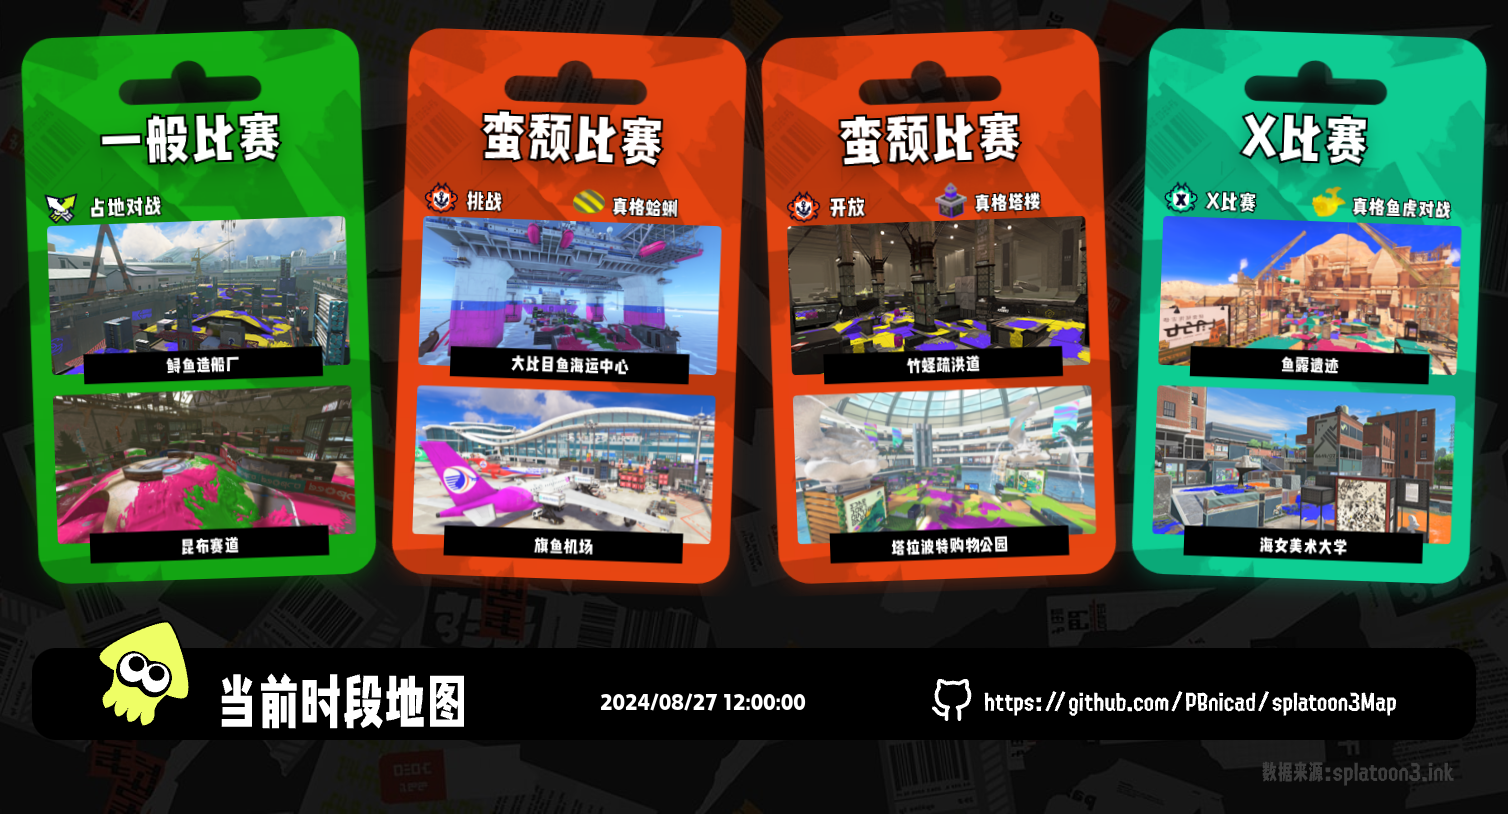 一般比赛
占地对战
鲟鱼造船厂
昆布赛道
蛮颓比赛
挑战
真格蛤蜊
大比目鱼海运中心
旗鱼机场
蛮颓比赛
开放
真格塔楼
竹蛏疏洪道
塔拉波特购物公园
X比赛
X比赛
真格鱼虎对战
鱼露遗迹
海女美术大学
当前时段地图
2024/08/27 12:00:00
https://github.com/PBnicad/splatoon3Map
数据来源:splatoon3.ink